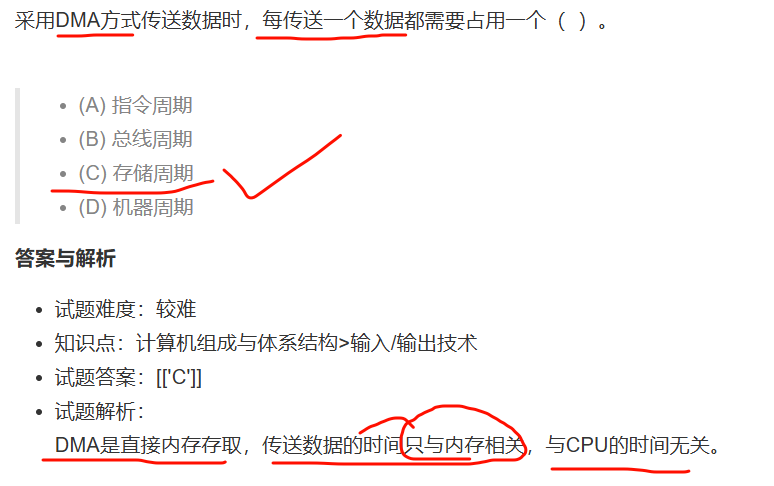 采用DMA方式传送数据时，每传送一个数据都需要占用一个（ ）。
(A) 指令周期
(B) 总线周期
(C) 存储周期
(D) 机器周期
答案与解析
试题难度：较难
知识点：计算机组成与体系结构>输入/输出技术
试题答案：[['C']]
试题解析：
DMA是直接内存存取，传送数据的时间只与内存相关，与CPU的时间无关。